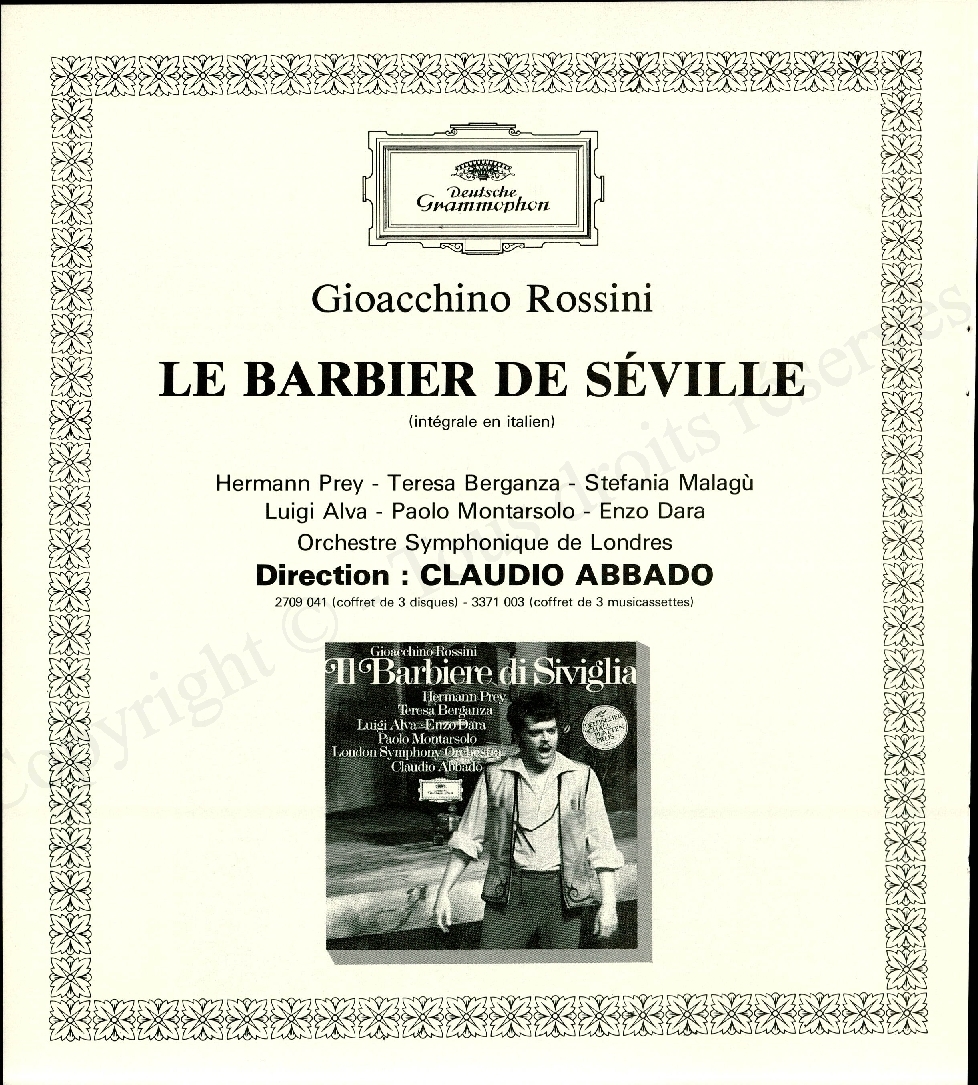 Deutsche
Grammophon
Gioacchino Rossini
LE BARBIER DE SÉVILLE
(intégrale en italien)
Hermann Prey - Teresa Berganza - Stefania Malagù
Luigi Alva - Paolo Montarsolo - Enzo Dara
Orchestre Symphonique de Londres
Direction : CLAUDIO ABBADO
2709 041 (coffret de 3 disques) - 3371 003 (coffret de 3 musicassettes)
Gioacchino Rossini
Il Barbiere di Siviglia
Hermann Prey
Teresa Berganza
Luigi Alva - Enzo Dara
Paolo Montarsolo
London Symphony Orchestra
Claudio Abbado
Copyright © Tous droits réservés